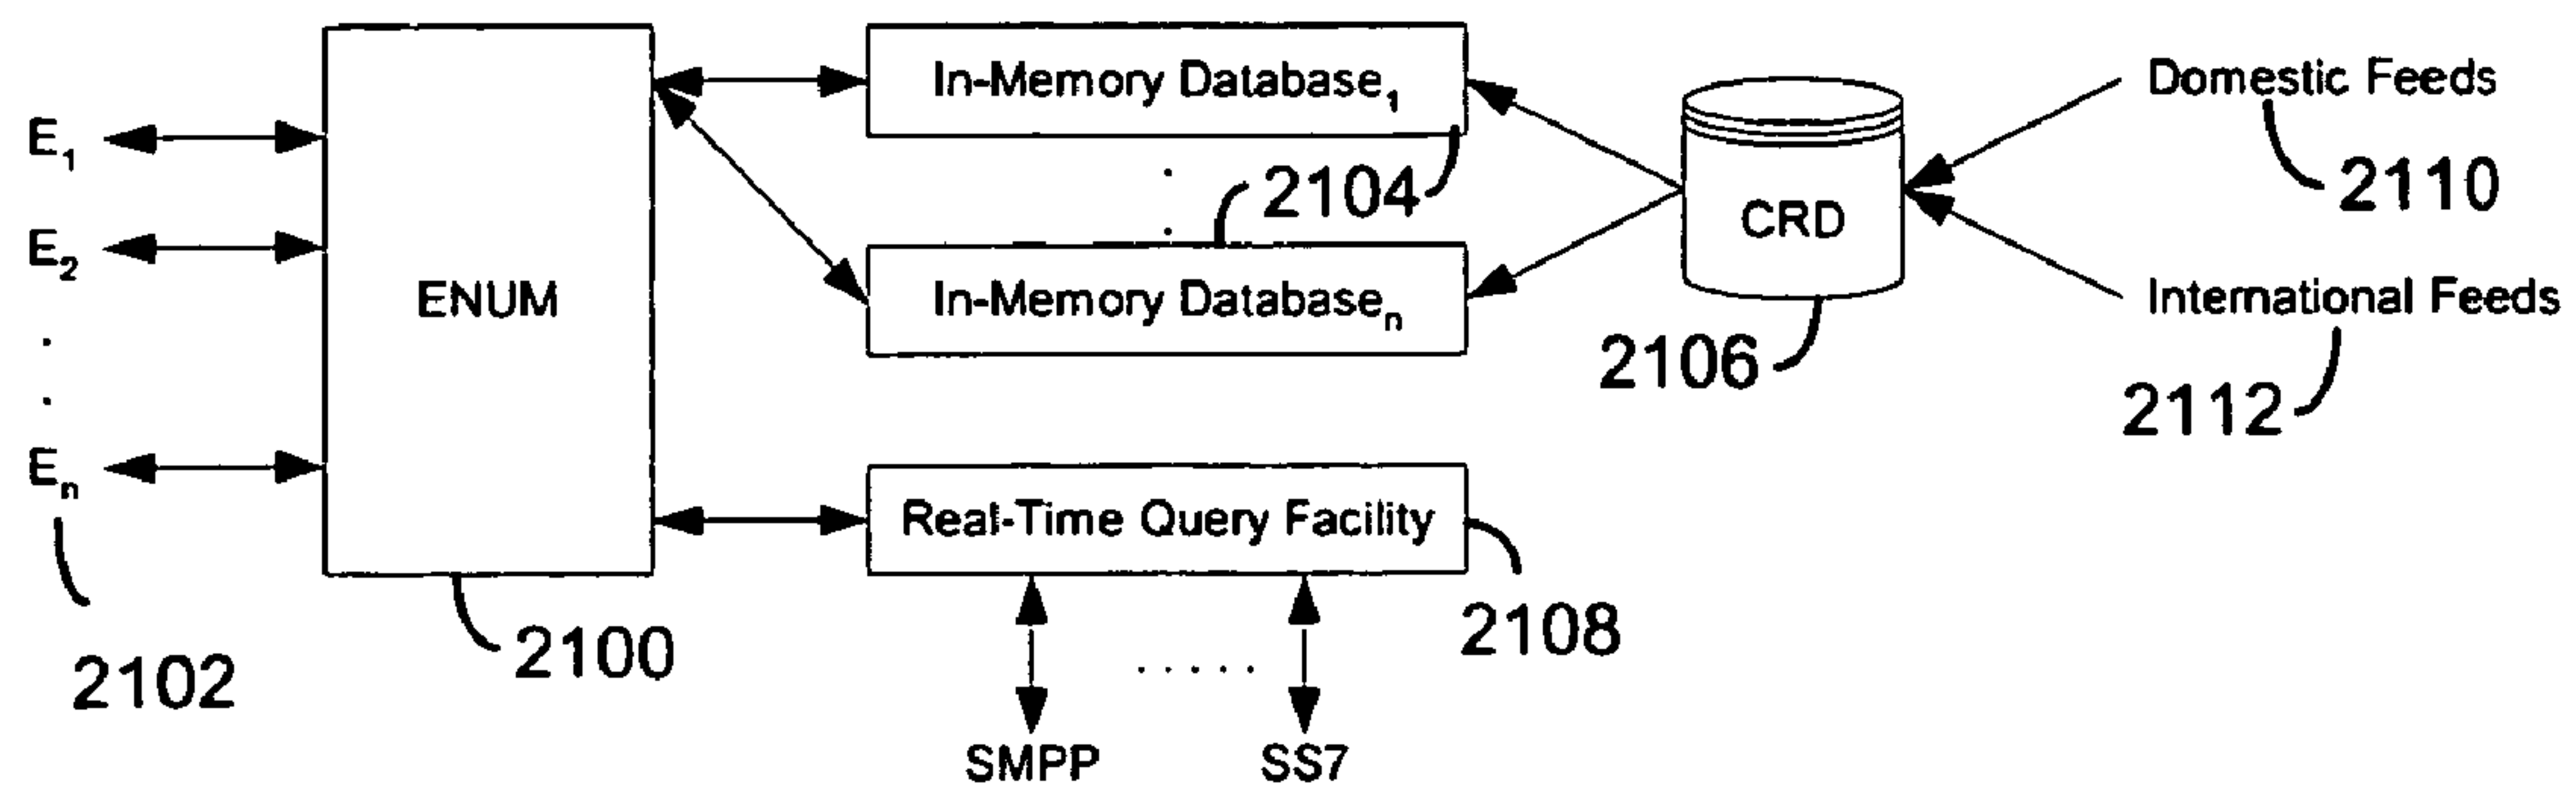 In-Memory Database1
Domestic Feeds
E1
2104
2110
CRD
E2
ENUM
In-Memory Databasen
International Feeds
2106
2112
En
Real-Time Query Facility
2108
2100
2102
SMPP
.....
SS7